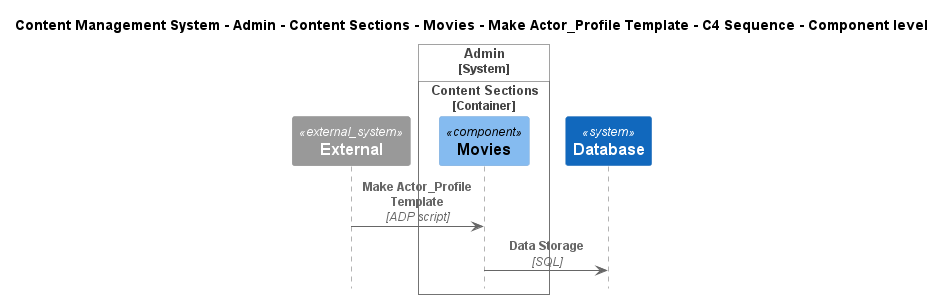 Content Management System - Admin - Content Sections - Movies - Make Actor_Profile Template - C4 Sequence - Component level
Admin
[System]
Content Sections
[Container]
«external_system»
External
«component»
Movies
«system»
Database
Make Actor_Profile
Template
[ADP script]
Data Storage
[SQL]